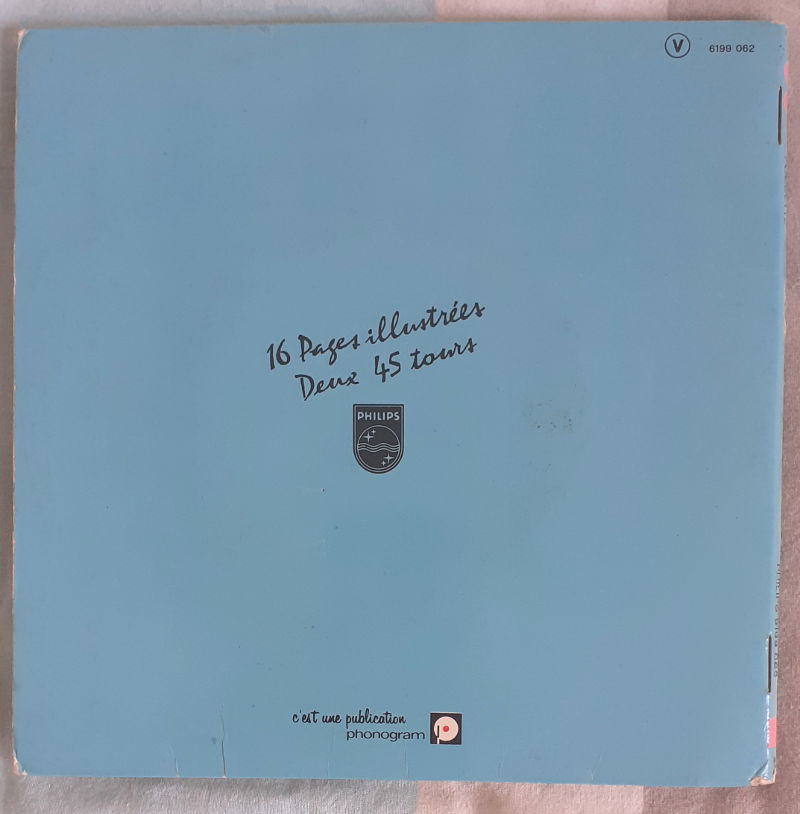 V 6199 062
16 Pages illustrées
Deux 45 tours
PHILIPS
c'est une publication
phonogram